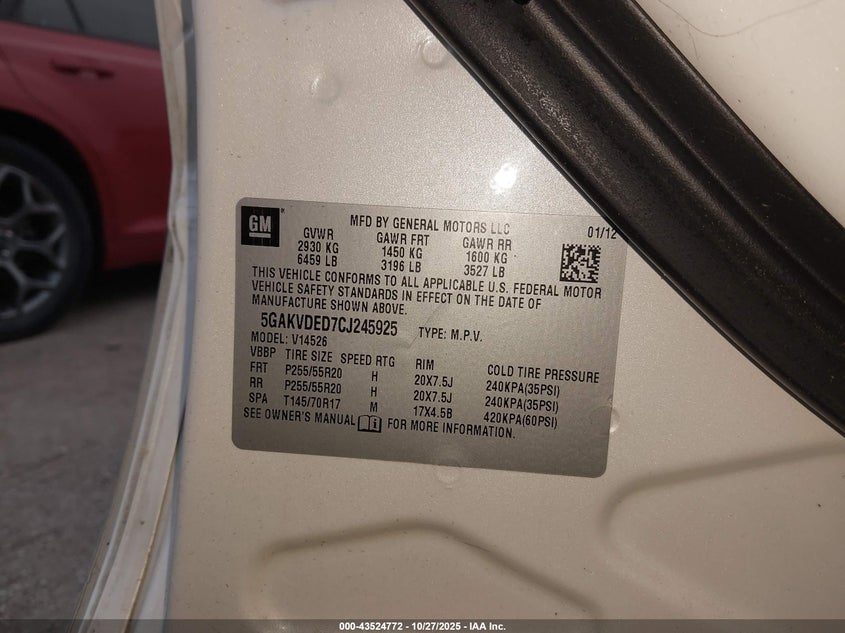 GM
MFD BY GENERAL MOTORS LLC
01/12
GVWR GAWR FRT GAWR RR
2930 KG 1450 KG 1600 KG
6459 LB 3196 LB 3527 LB
THIS VEHICLE CONFORMS TO ALL APPLICABLE U.S. FEDERAL MOTOR
VEHICLE SAFETY STANDARDS IN EFFECT ON THE DATE OF
MANUFACTURE SHOWN ABOVE.
5GAKVDED7CJ245925 TYPE: M.P.V.
MODEL: V14526
VBBP TIRE SIZE SPEED RTG RIM COLD TIRE PRESSURE
FRT P255/55R20 H 20X7.5J 240KPA(35PSI)
RR P255/55R20 H 20X7.5J 240KPA(35PSI)
SPA T145/70R17 M 17X4.5B 420KPA(60PSI)
SEE OWNER'S MANUAL FOR MORE INFORMATION.
000-43524772 - 10/27/2025 - IAA Inc.